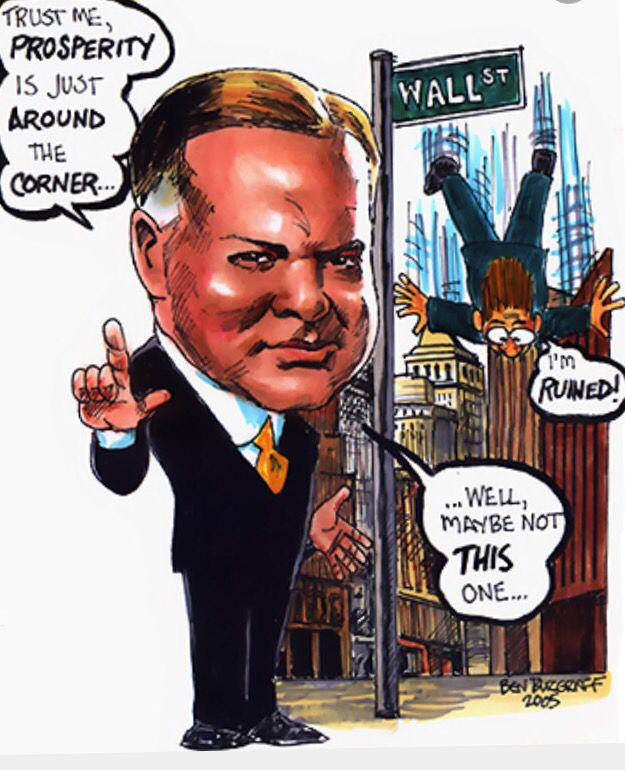 TRUST ME,
PROSPERITY
IS JUST
AROUND
THE
CORNER...
WALL ST
I'M
RUINED!
...WELL,
MAYBE NOT
THIS
ONE...
BEN BURGRAFF
2005